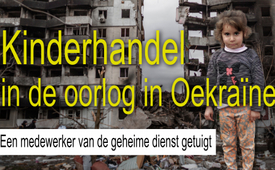 Kinderhandel
in de oorlog in Oekraïne
Een medewerker van de geheime dienst getuigt